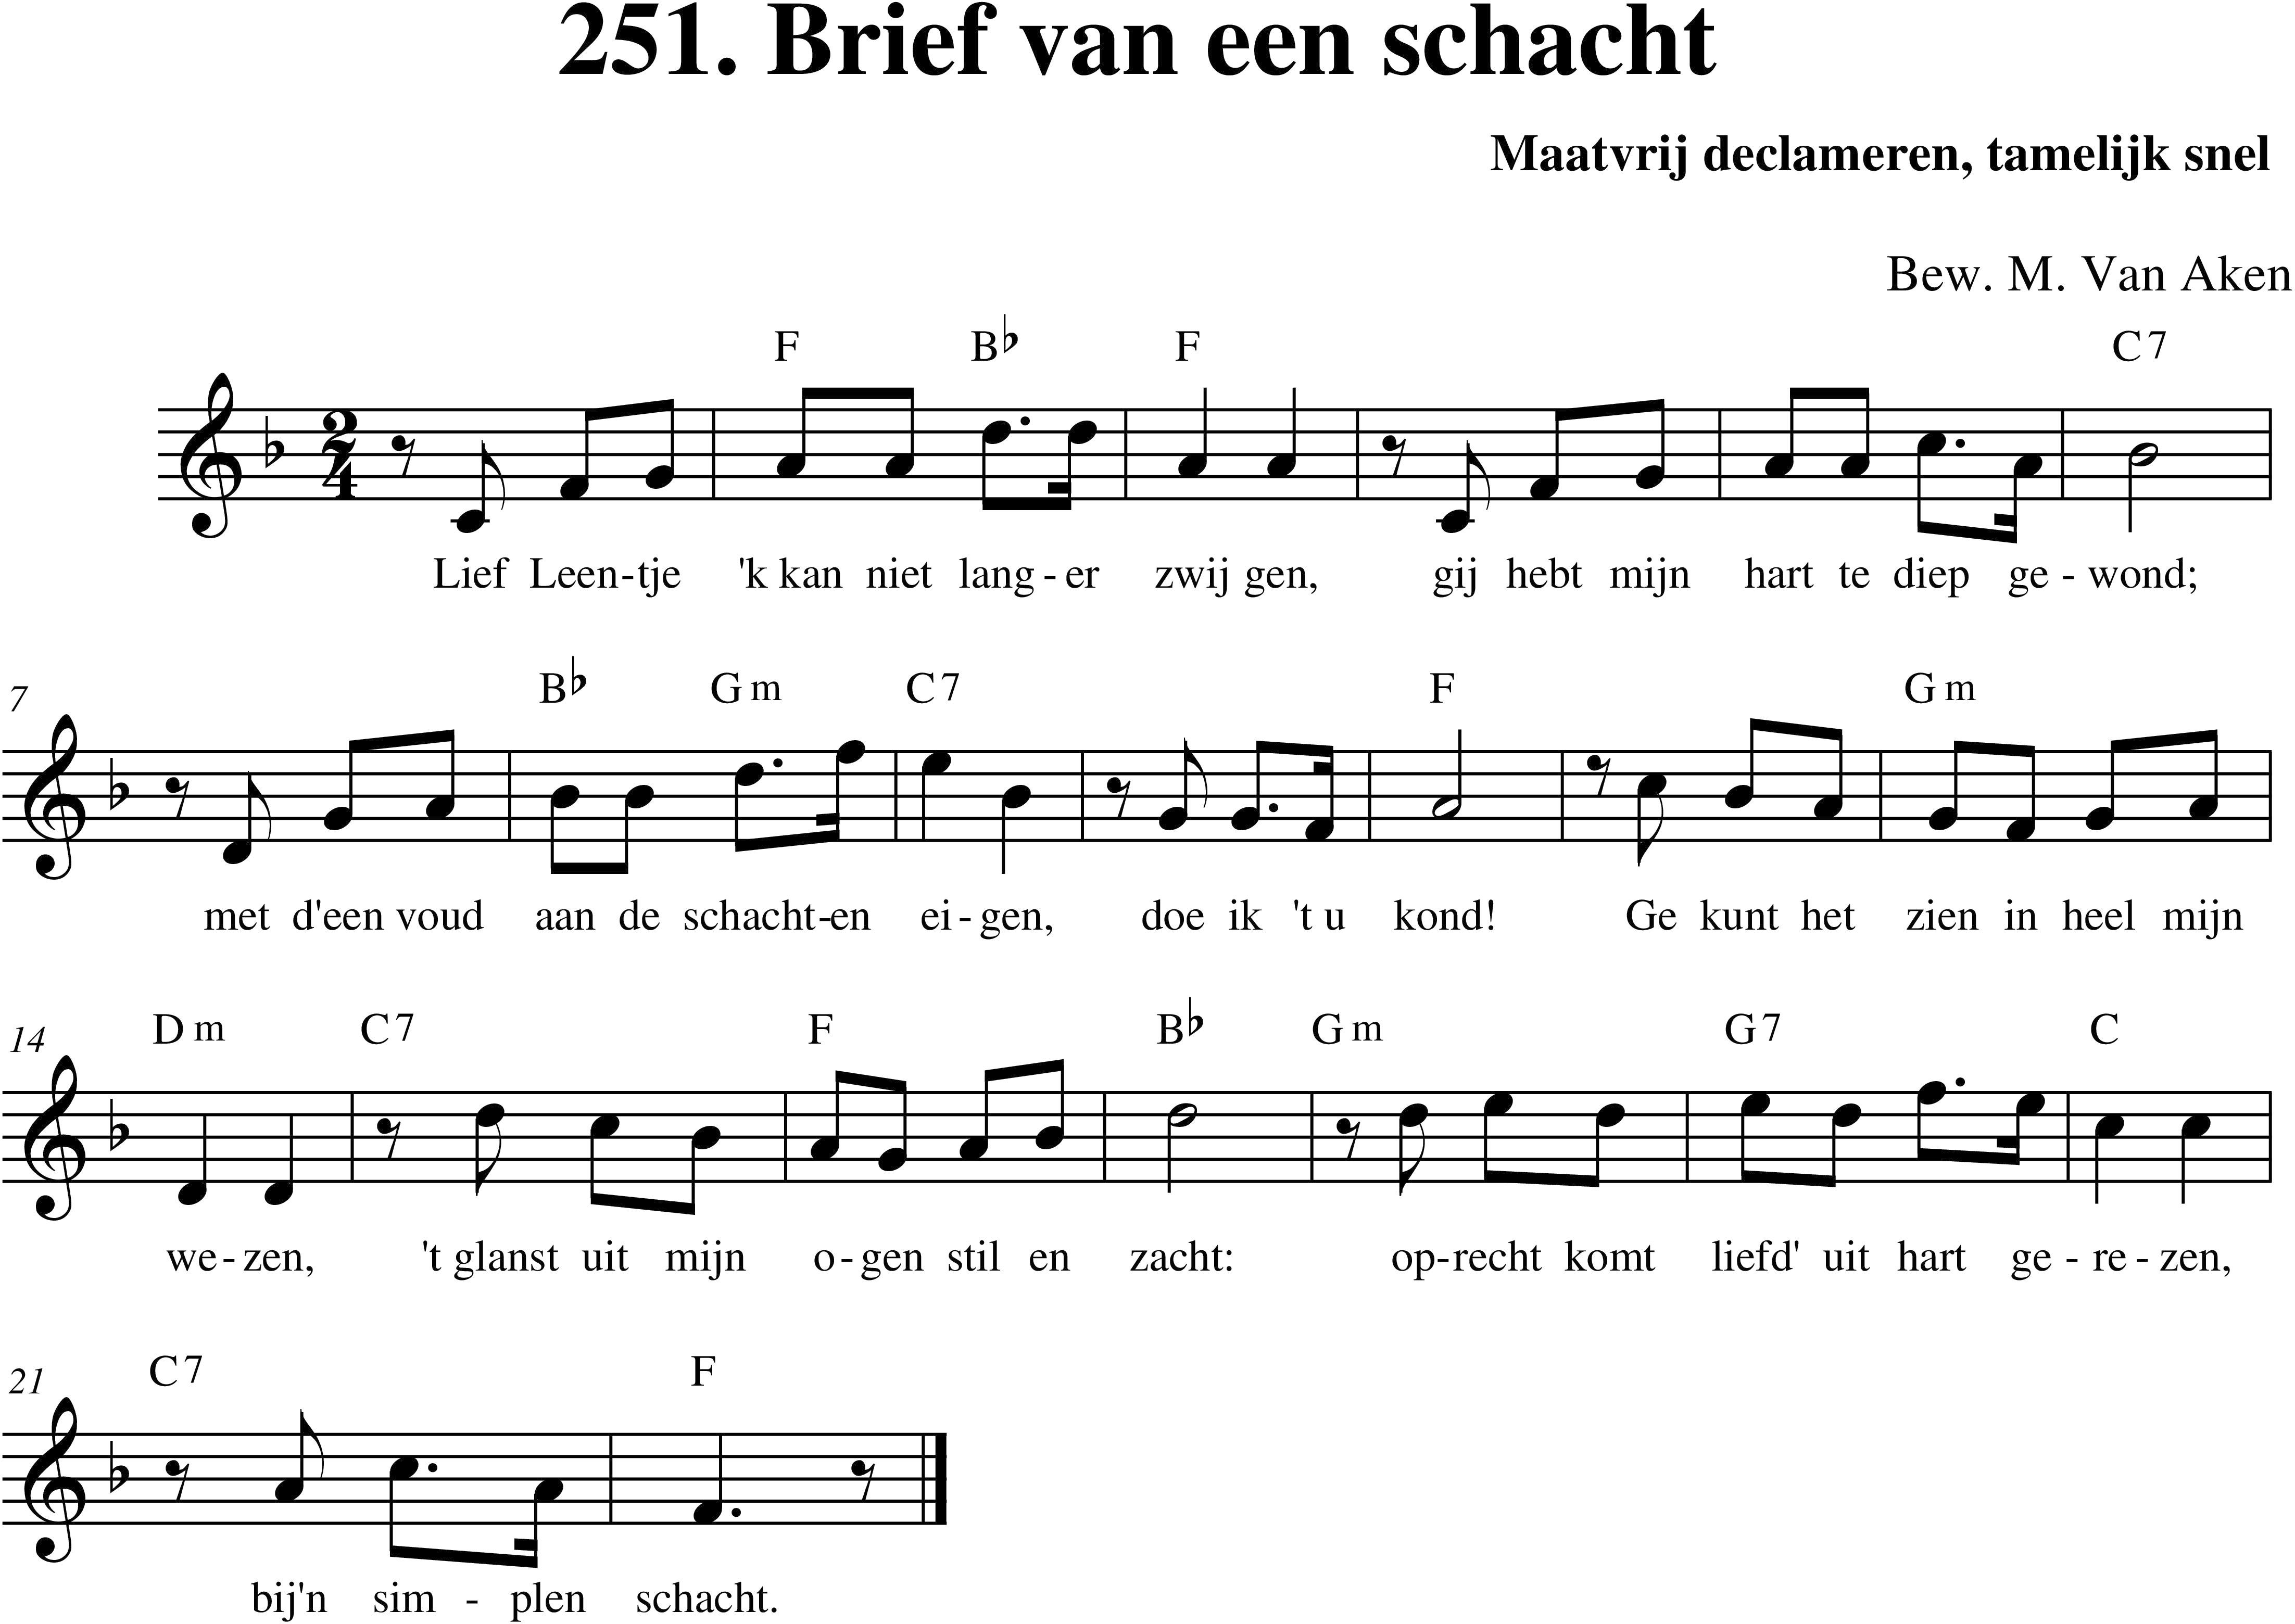 251. Brief van een schacht
Maatvrij declameren, tamelijk snel
Bew. M. Van Aken
F B♭ F C7
2
4
Lief Leen-tje 'k kan niet lang - er zwij gen, gij hebt mijn hart te diep ge - wond;
7
B♭ Gm C7 F Gm
met d'een voud aan de schacht-en ei - gen, doe ik 't u kond! Ge kunt het zien in heel mijn
14
Dm C7 F B♭ Gm G7 C
we - zen, 't glanst uit mijn o - gen stil en zacht: op-recht komt liefd' uit hart ge - re - zen,
21
C7 F
bij'n sim - plen schacht.